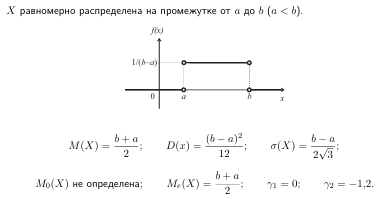 X равномерно распределена на промежутке от a до b (a < b).
f(x)
1/(b−a)
0 a b x
M(X) = (b + a)/2; D(x) = (b − a)²/12; σ(X) = (b − a)/(2√3);
M₀(X) не определена; Mₑ(X) = (b + a)/2; γ₁ = 0; γ₂ = −1,2.